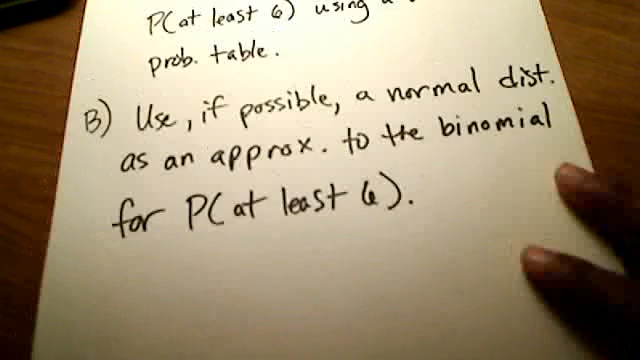 P(at least 6) using a
prob. table.
B) Use, if possible, a normal dist.
as an approx. to the binomial
for P(at least 6).